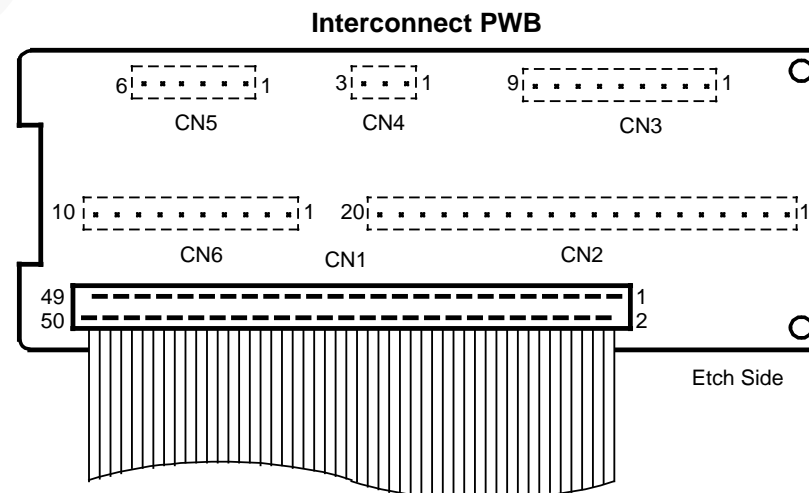 Interconnect PWB
6 1 3 1 9 1
CN5 CN4 CN3
10 1 20 1
CN6 CN1 CN2
49 1
50 2
Etch Side